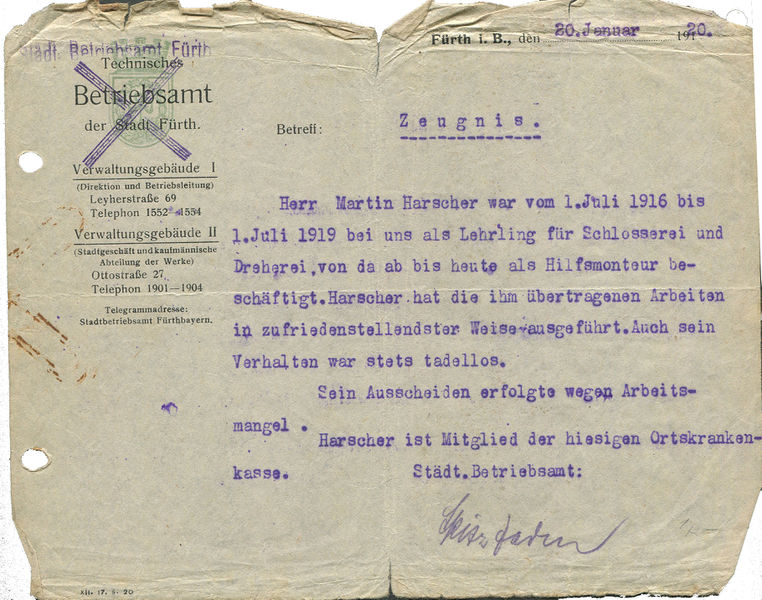 Städt. Betriebsamt Fürth
Technisches
Betriebsamt
der Stadt Fürth.
Verwaltungsgebäude I
(Direktion und Betriebsleitung)
Leyherstraße 69
Telephon 1552-1554
Verwaltungsgebäude II
(Stadtgeschäft und kaufmännische
Abteilung der Werke)
Ottostraße 27,
Telephon 1901—1904
Telegrammadresse:
Stadtbetriebsamt Fürthbayern.
Fürth i. B., den 20.Januar 1920.
Betreff:
Zeugnis.
Herr Martin Harscher war vom 1.Juli 1916 bis
1.Juli 1919 bei uns als Lehrling für Schlosserei und
Dreherei,von da ab bis heute als Hilfsmonteur be-
schäftigt.Harscher hat die ihm übertragenen Arbeiten
in zufriedenstellendster Weise ausgeführt.Auch sein
Verhalten war stets tadellos.
Sein Ausscheiden erfolgte wegen Arbeits-
mangel .
Harscher ist Mitglied der hiesigen Ortskranken-
kasse.
Städt.Betriebsamt: